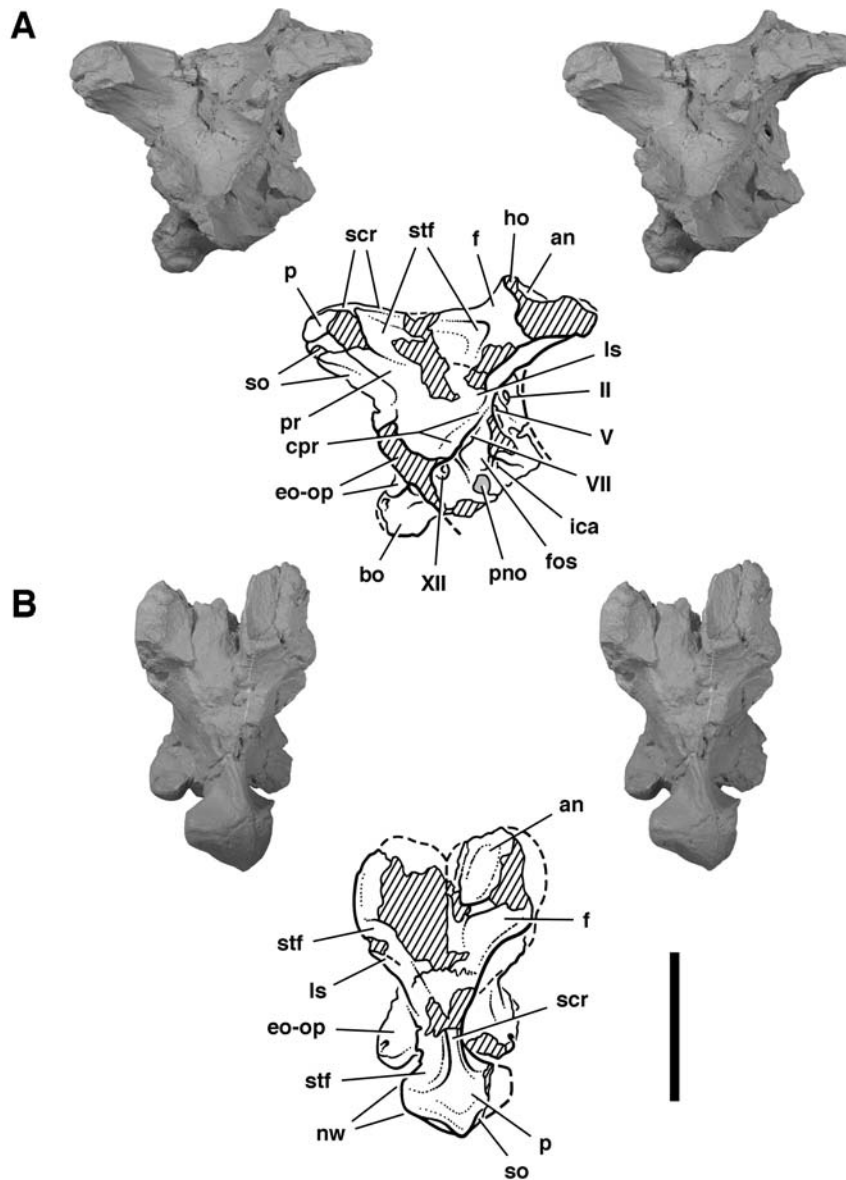 A
scr stf f ho an
p
ls
so
II
pr
V
cpr
VII
eo-op
ica
bo XII pno fos
B
an
stf f
ls
scr
eo-op
stf
nw p
so